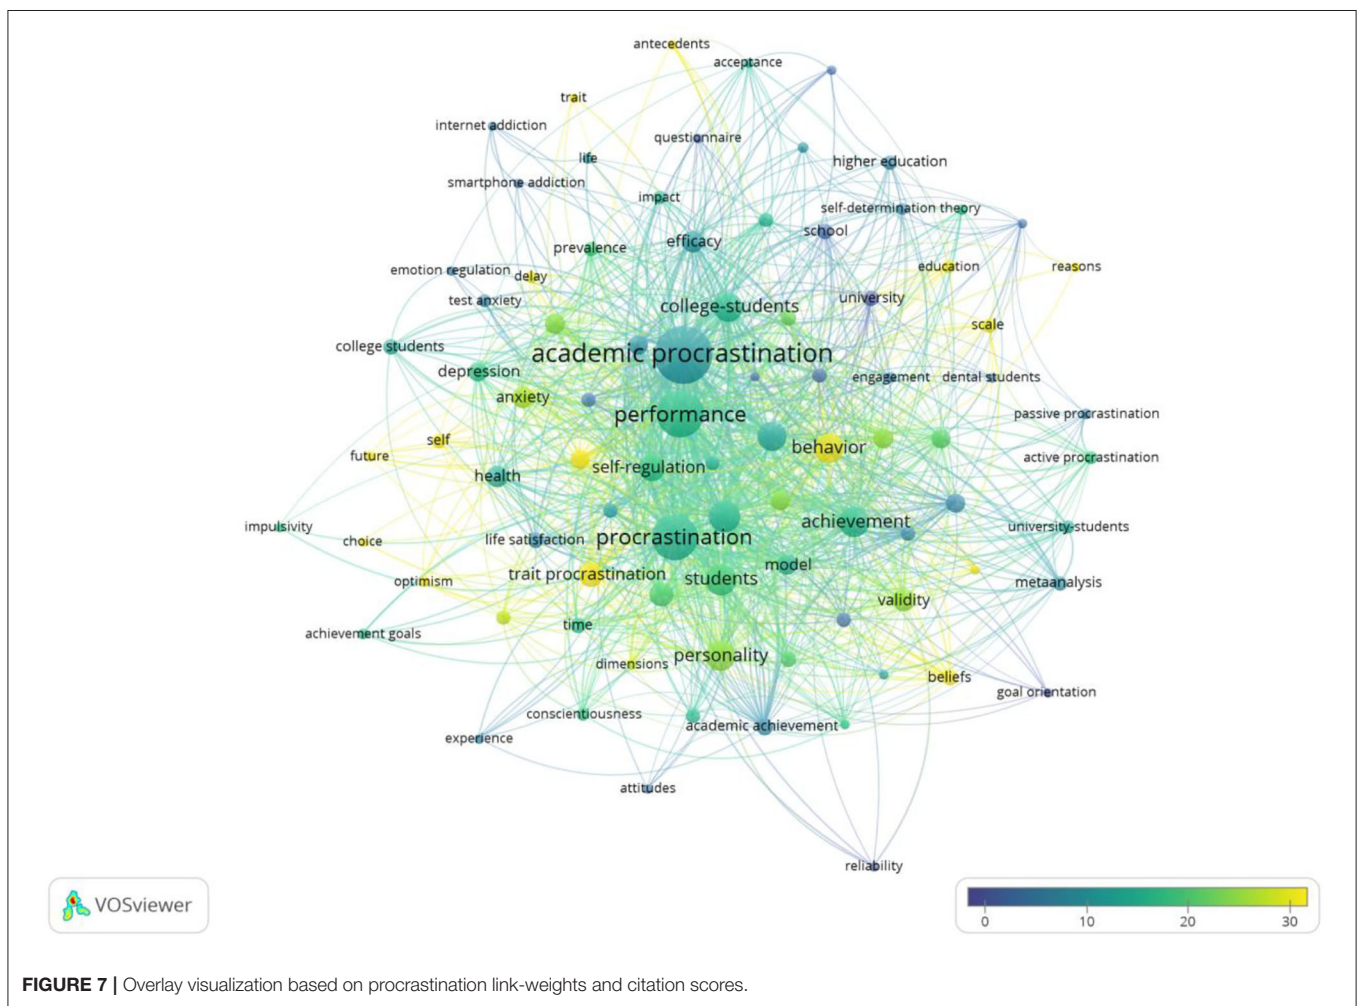 antecedents
acceptance
trait
internet addiction
questionnaire
life
higher education
smartphone addiction
impact
self-determination theory
school
efficacy
prevalence
emotion regulation
delay
education
reasons
test anxiety
university
college-students
scale
college students
academic procrastination
depression
engagement
dental students
anxiety
performance
passive procrastination
self
behavior
future
self-regulation
active procrastination
health
impulsivity
achievement
university-students
choice
life satisfaction
procrastination
trait procrastination
students
model
optimism
metaanalysis
validity
achievement goals
time
dimensions
personality
beliefs
goal orientation
conscientiousness
academic achievement
experience
attitudes
reliability
VOSviewer
0 10 20 30
FIGURE 7 | Overlay visualization based on procrastination link-weights and citation scores.